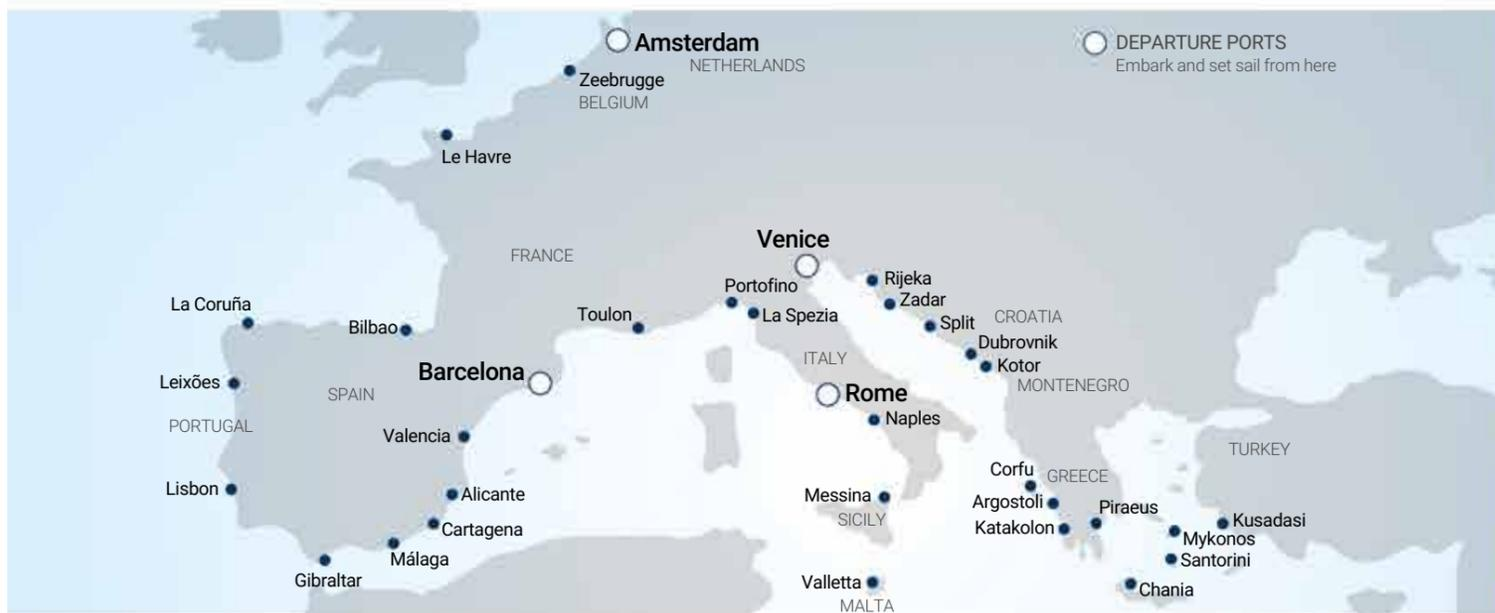 Amsterdam
NETHERLANDS
DEPARTURE PORTS
Embark and set sail from here
Zeebrugge
BELGIUM
Le Havre
FRANCE
Venice
Portofino
Rijeka
Zadar
La Coruña
Bilbao
Toulon
La Spezia
Split
CROATIA
Dubrovnik
Kotor
MONTENEGRO
ITALY
Barcelona
Leixões
SPAIN
Rome
Naples
PORTUGAL
Valencia
TURKEY
Corfu
GREECE
Lisbon
Alicante
Messina
SICILY
Argostoli
Piraeus
Katakolon
Kusadasi
Cartagena
Mykonos
Málaga
Santorini
Gibraltar
Valletta
MALTA
Chania